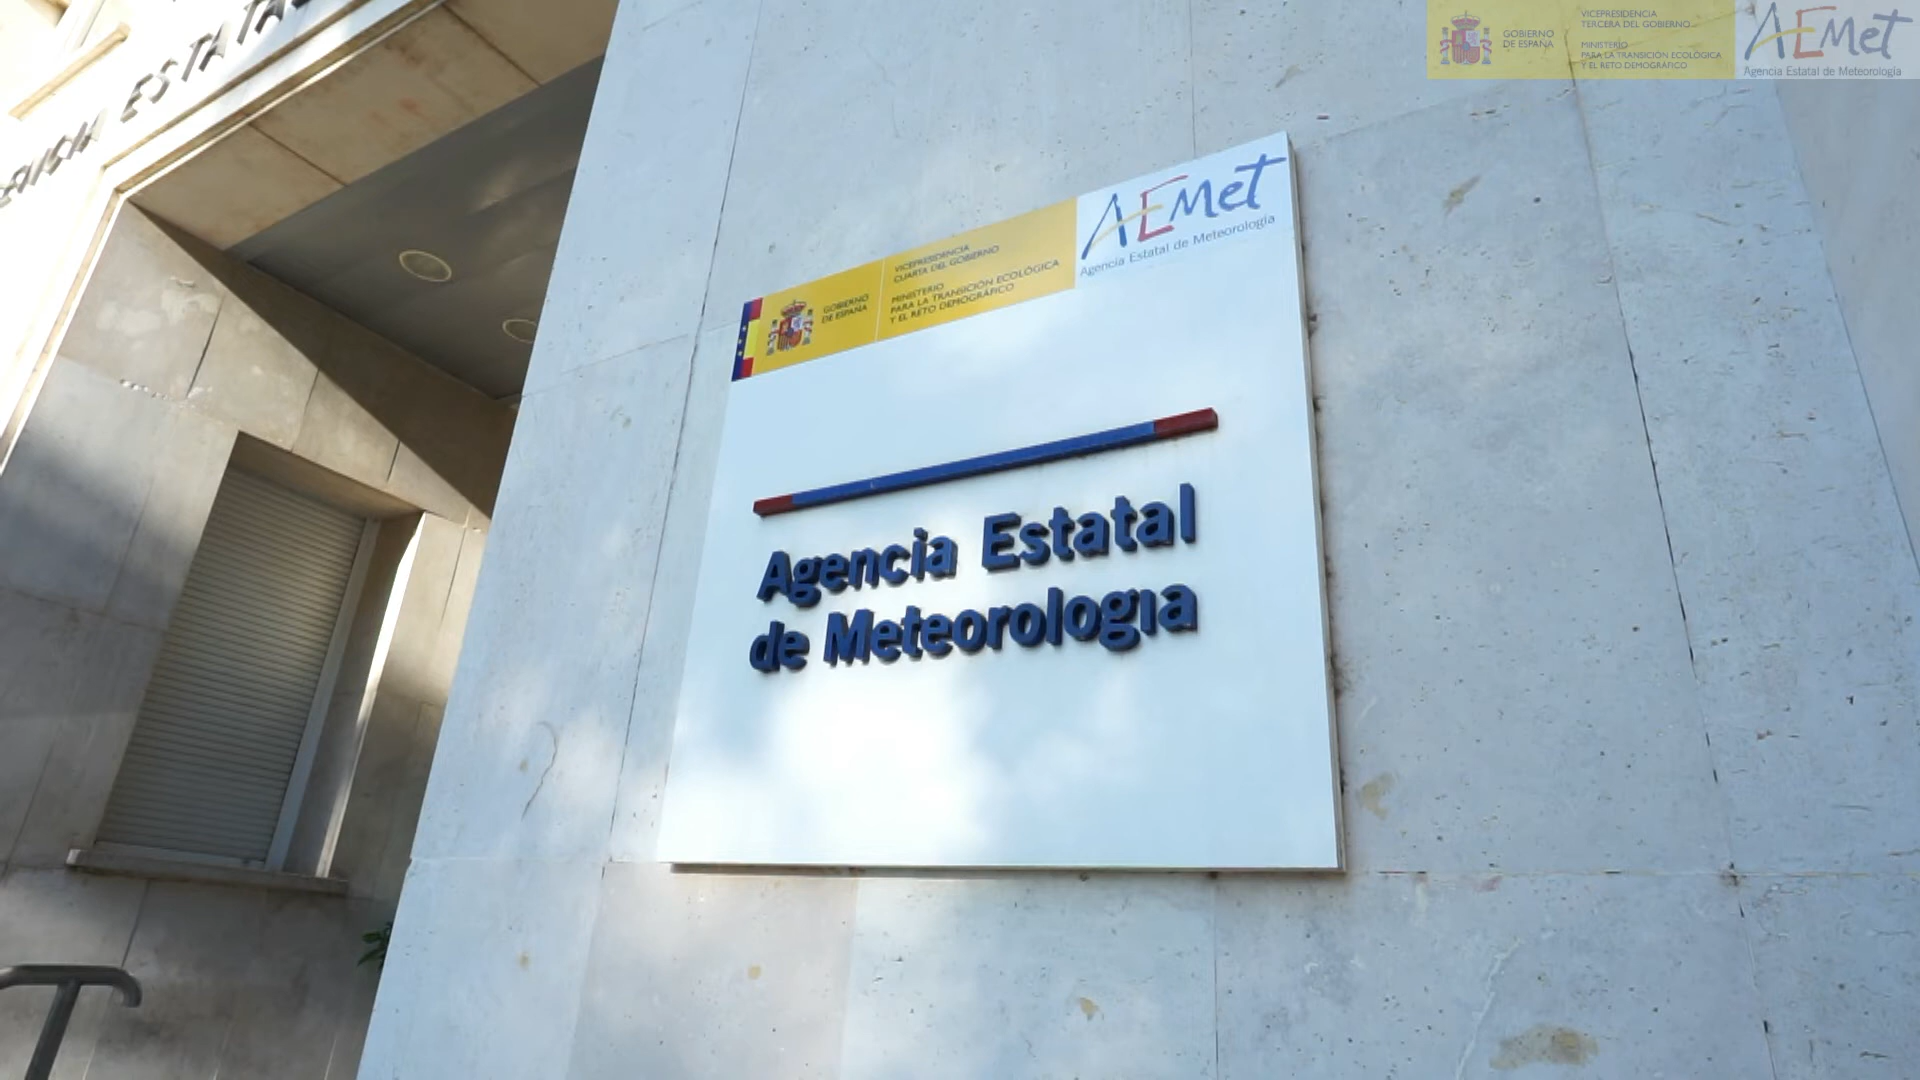 ESTATAL
VICEPRESIDENCIA
TERCERA DEL GOBIERNO
GOBIERNO
DE ESPAÑA
MINISTERIO
PARA LA TRANSICIÓN ECOLÓGICA
Y EL RETO DEMOGRÁFICO
AEMet
Agencia Estatal de Meteorología
VICEPRESIDENCIA
CUARTA DEL GOBIERNO
GOBIERNO
DE ESPAÑA
MINISTERIO
PARA LA TRANSICIÓN ECOLÓGICA
Y EL RETO DEMOGRÁFICO
AEMet
Agencia Estatal de Meteorología
Agencia Estatal
de Meteorología